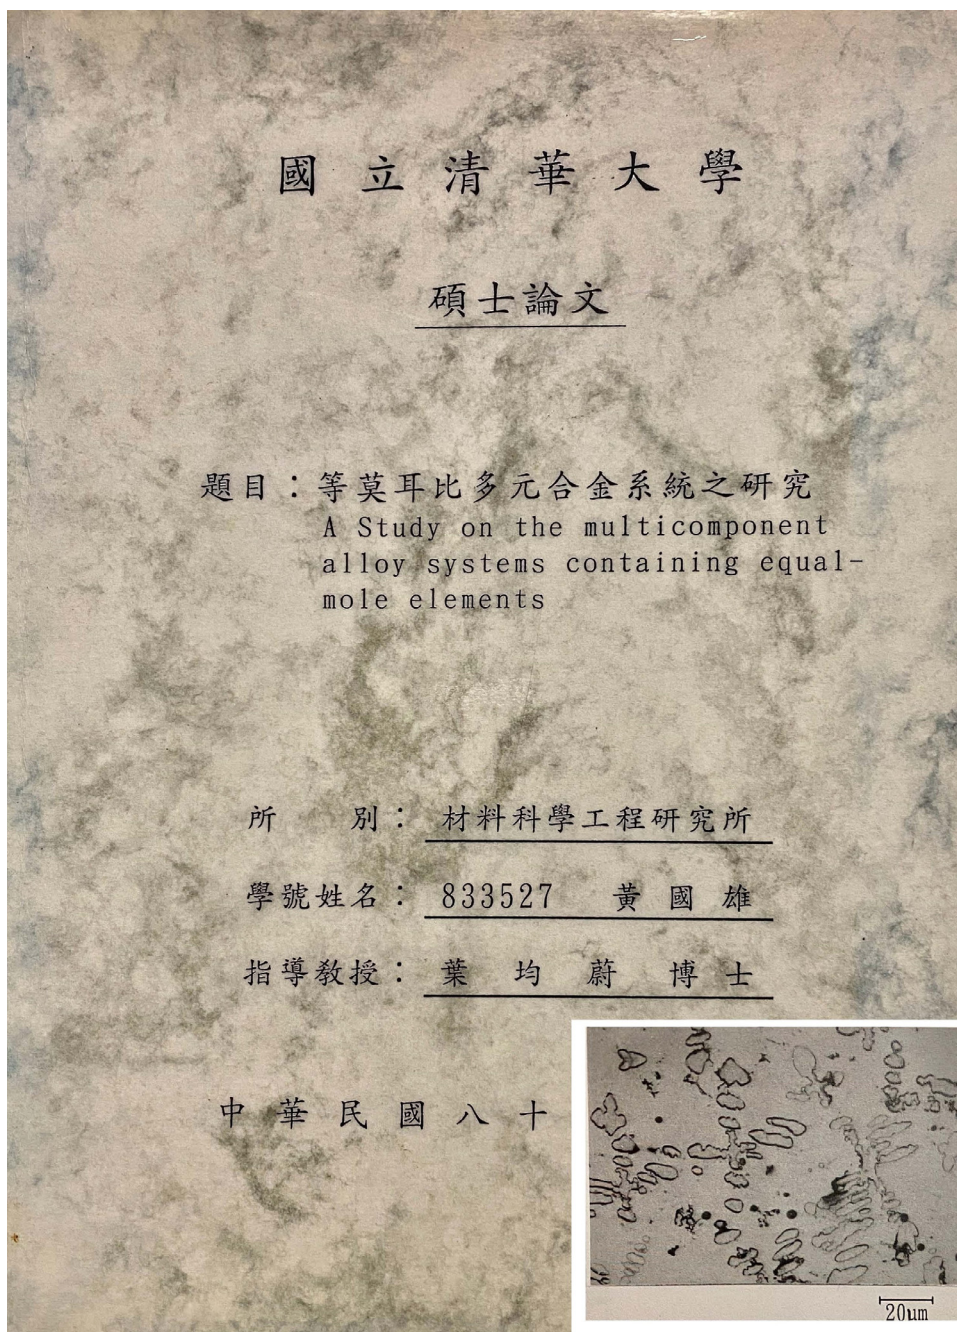 國立清華大學
碩士論文
題目：等莫耳比多元合金系統之研究
A Study on the multicomponent
alloy systems containing equal-
mole elements
所別：材料科學工程研究所
學號姓名：833527 黃國雄
指導教授：葉均蔚博士
中華民國八十
20um